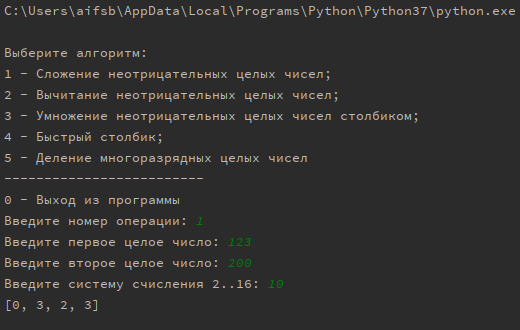 C:\Users\aifsb\AppData\Local\Programs\Python\Python37\python.exe
Выберите алгоритм:
1 - Сложение неотрицательных целых чисел;
2 - Вычитание неотрицательных целых чисел;
3 - Умножение неотрицательных целых чисел столбиком;
4 - Быстрый столбик;
5 - Деление многоразрядных целых чисел
-------------------------
0 - Выход из программы
Введите номер операции: 1
Введите первое целое число: 123
Введите второе целое число: 200
Введите систему счисления 2..16: 10
[0, 3, 2, 3]